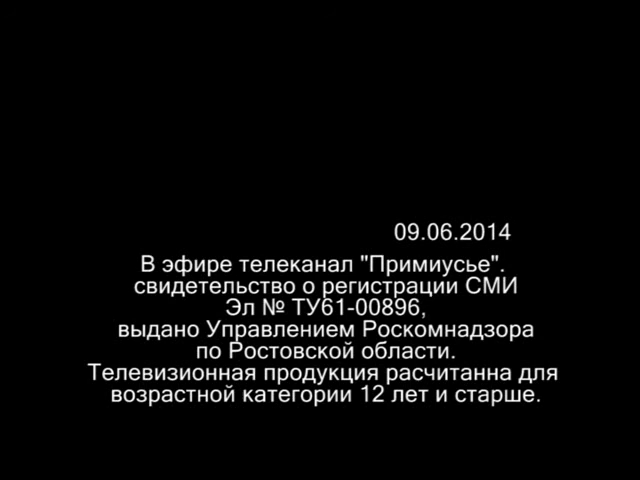 09.06.2014
В эфире телеканал "Примиусье".
свидетельство о регистрации СМИ
Эл № ТУ61-00896,
выдано Управлением Роскомнадзора
по Ростовской области.
Телевизионная продукция расчитанна для
возрастной категории 12 лет и старше.